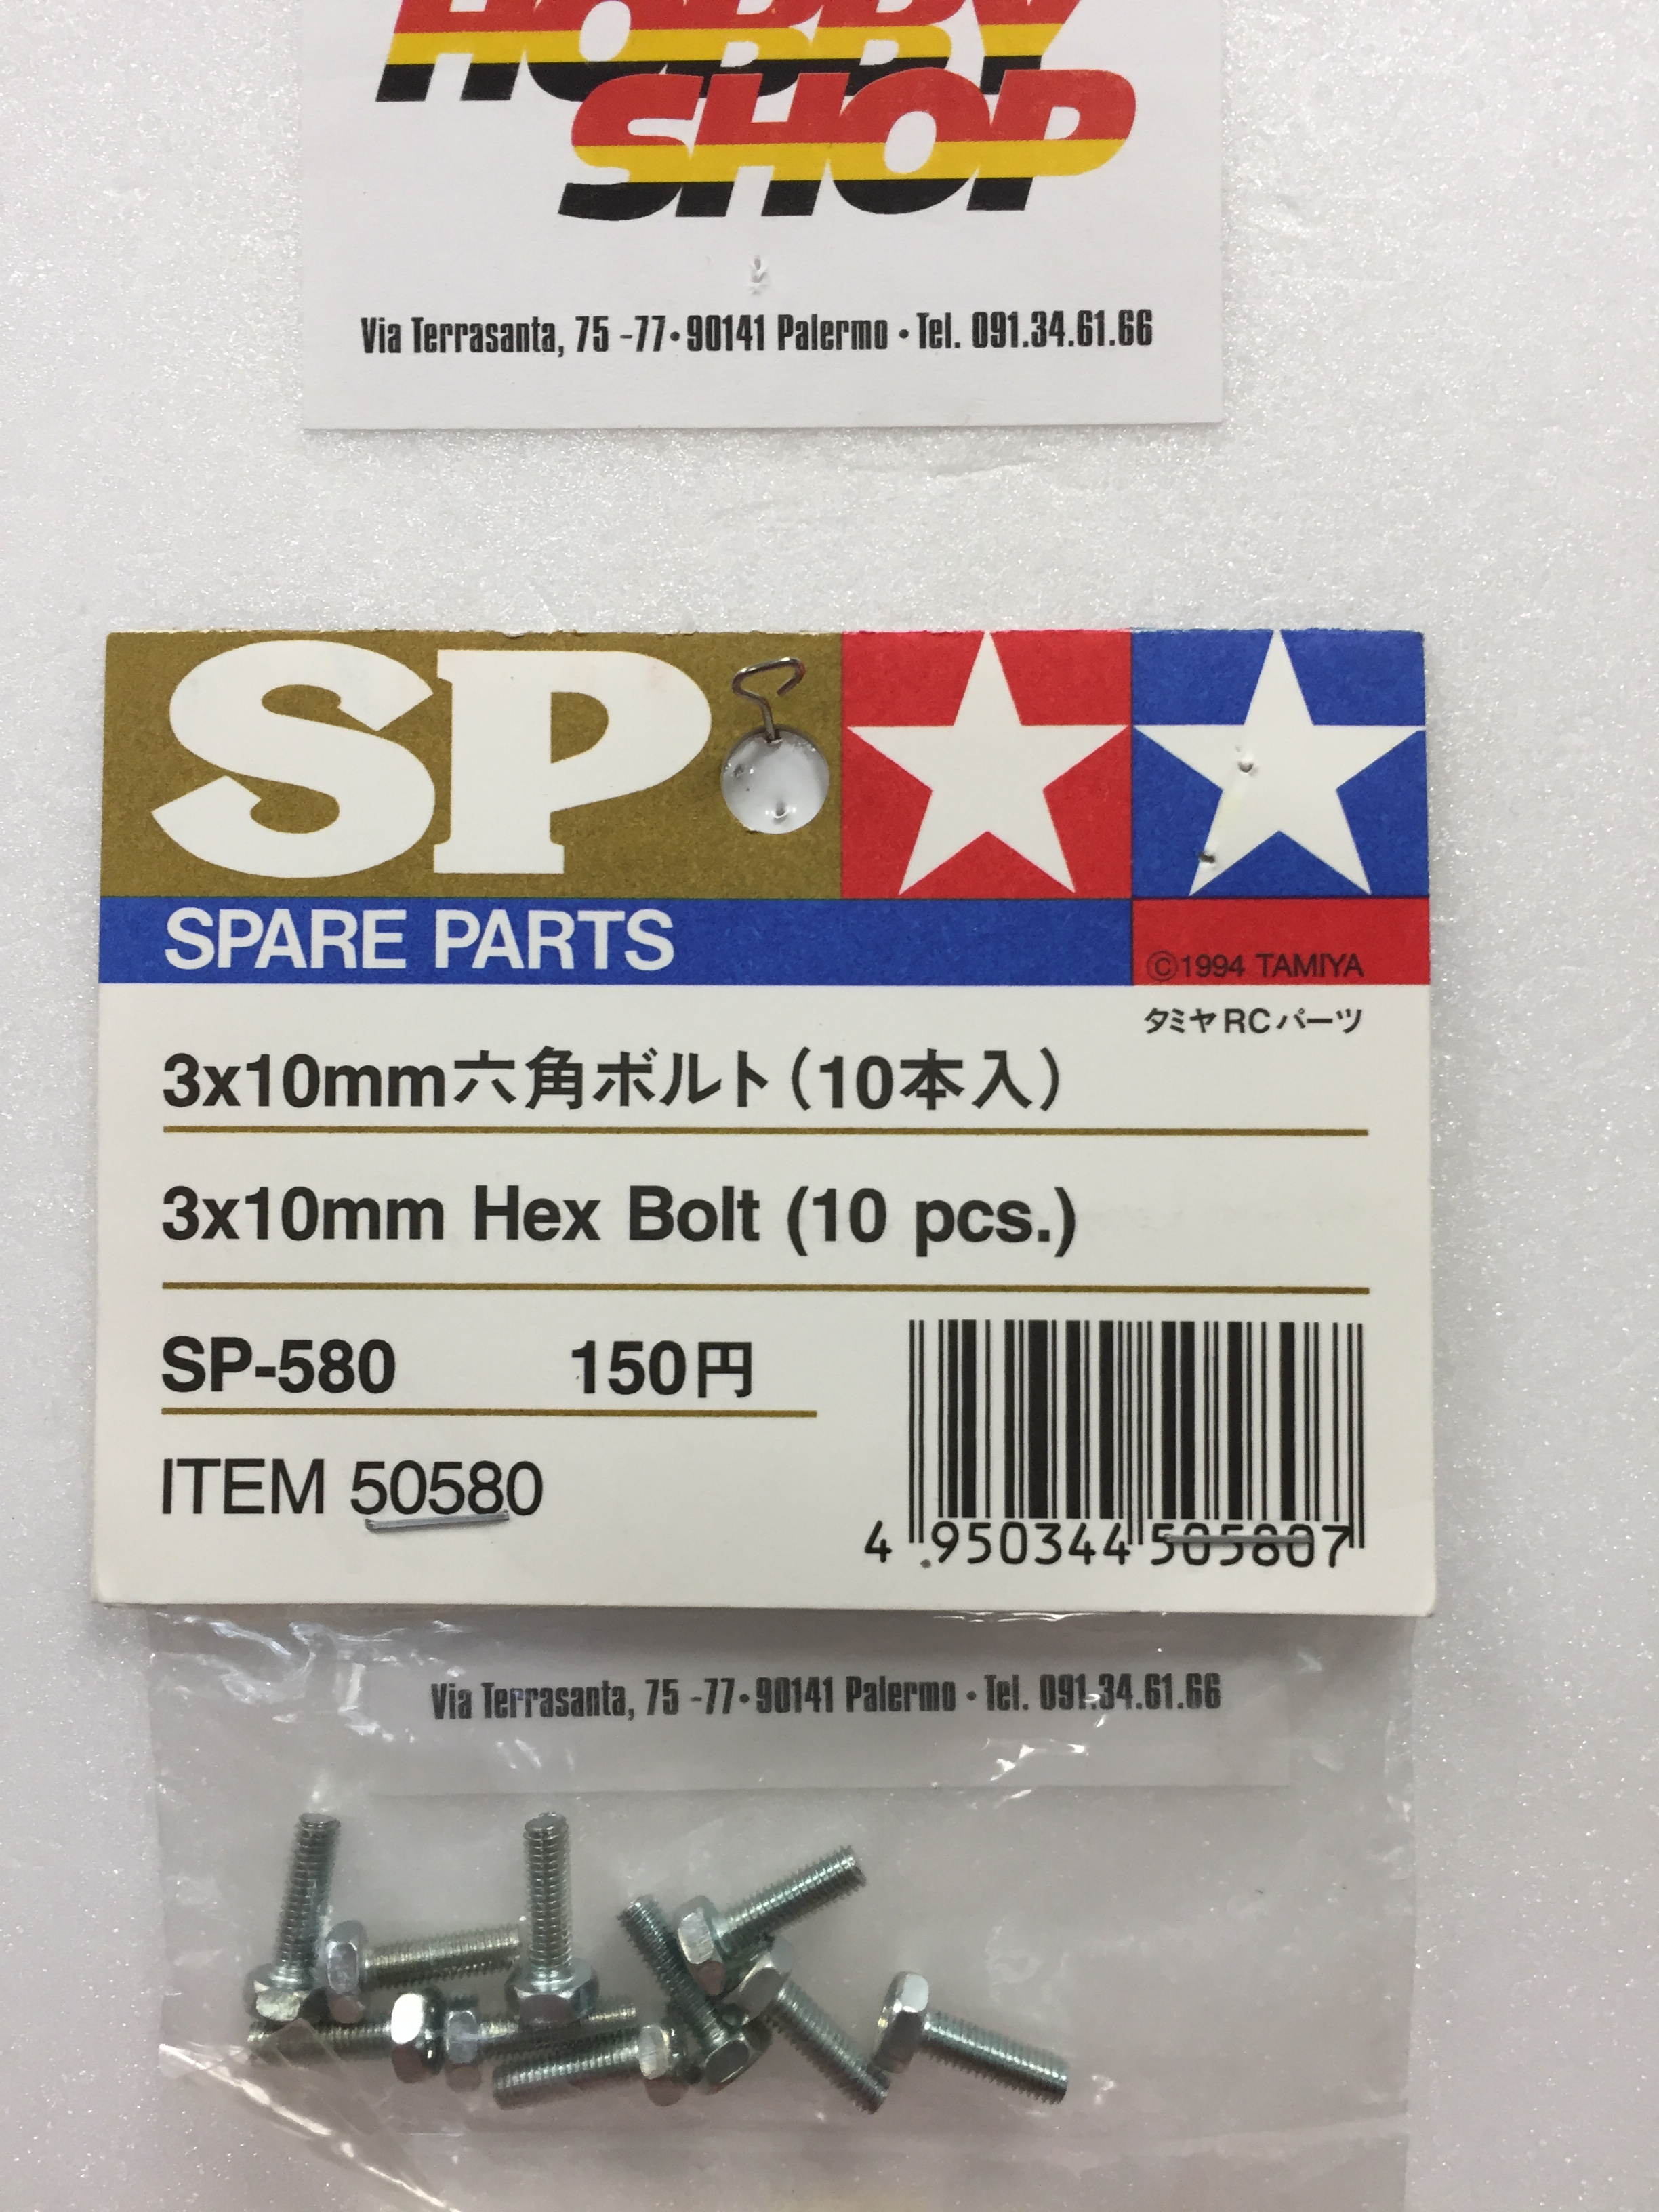 HOBBY
SHOP
Via Terrasanta, 75 -77 • 90141 Palermo • Tel. 091.34.61.66
SP
SPARE PARTS
©1994 TAMIYA
タミヤRCパーツ
3x10mm六角ボルト(10本入)
3x10mm Hex Bolt (10 pcs.)
SP-580 150円
ITEM 50580
4 950344 505807
Via Terrasanta, 75 -77 • 90141 Palermo • Tel. 091.34.61.66